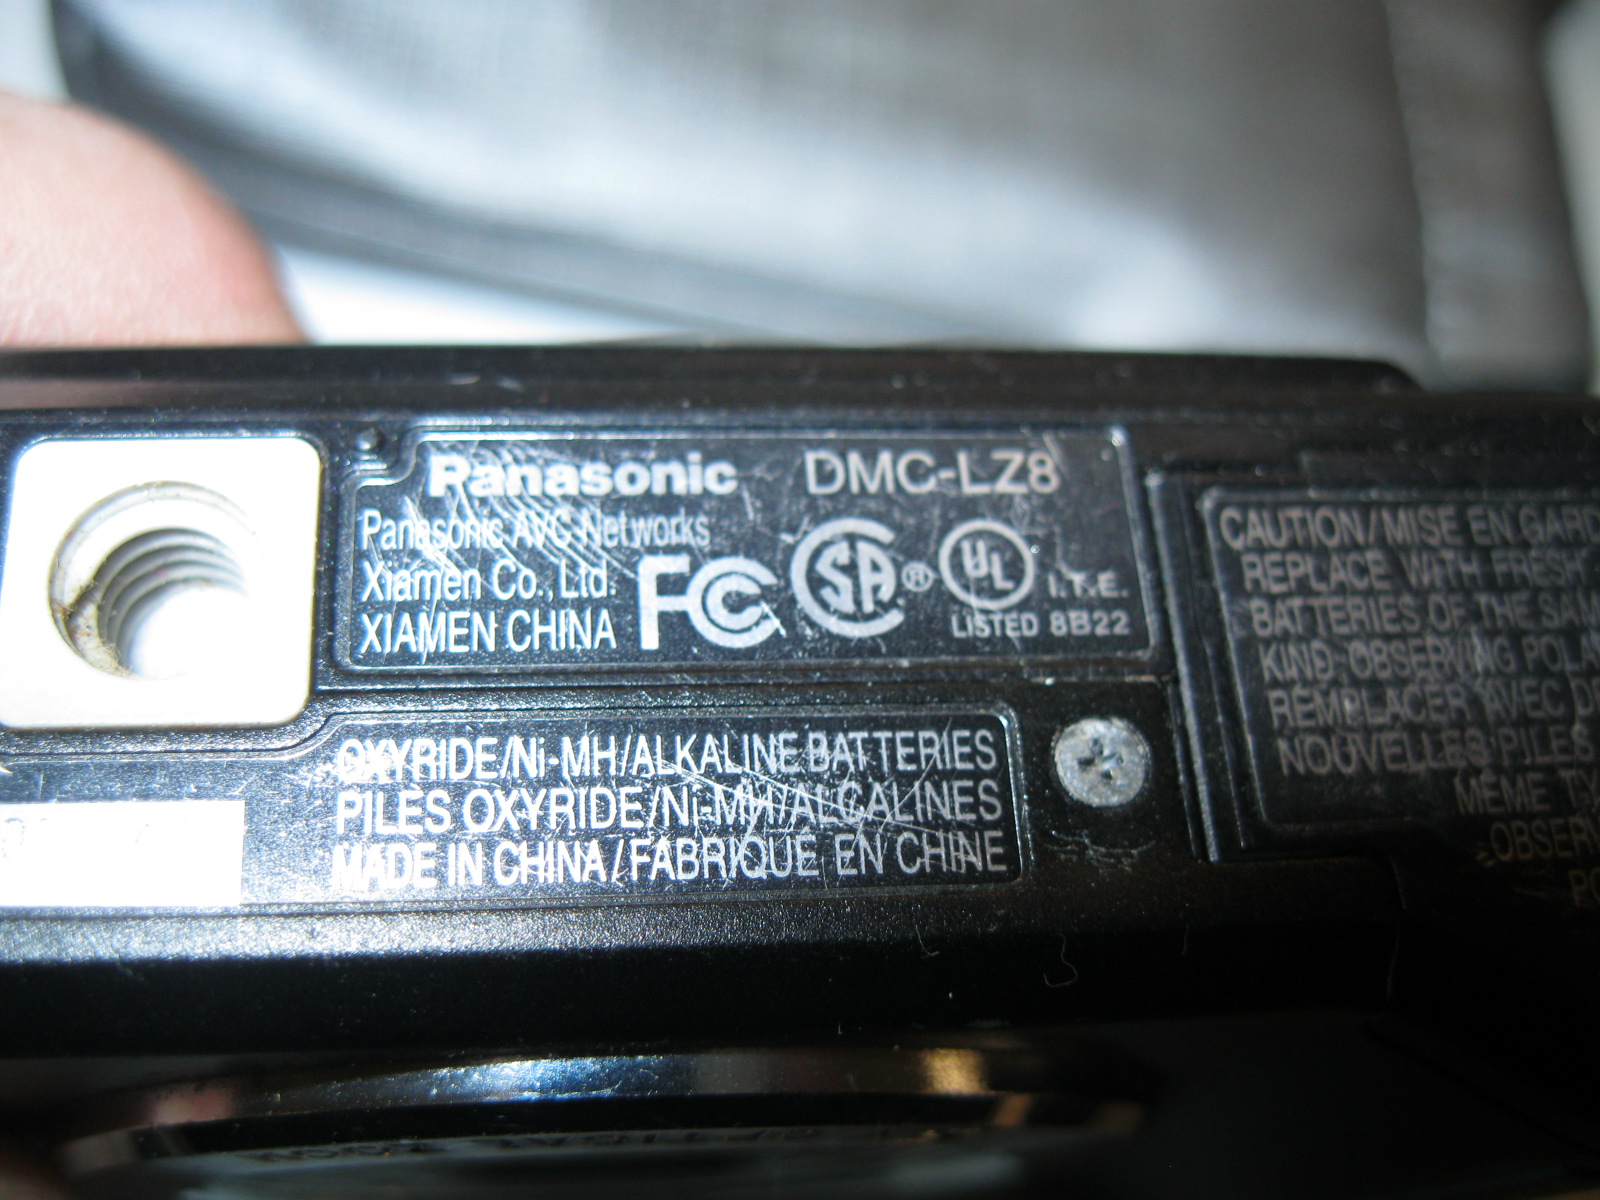 Panasonic DMC-LZ8
Panasonic AVC Networks
Xiamen Co., Ltd.
XIAMEN CHINA
FC
SA®
UL
I.T.E.
LISTED 8B22
OXYRIDE/Ni-MH/ALKALINE BATTERIES
PILES OXYRIDE/Ni-MH/ALCALINES
MADE IN CHINA/FABRIQUÉ EN CHINE
CAUTION/MISE EN GARD
REPLACE WITH FRESH
BATTERIES OF THE SAM
KIND OBSERVING POLA
REMPLACER AVEC D
NOUVELLES PILES
MÊME TY
OBSER